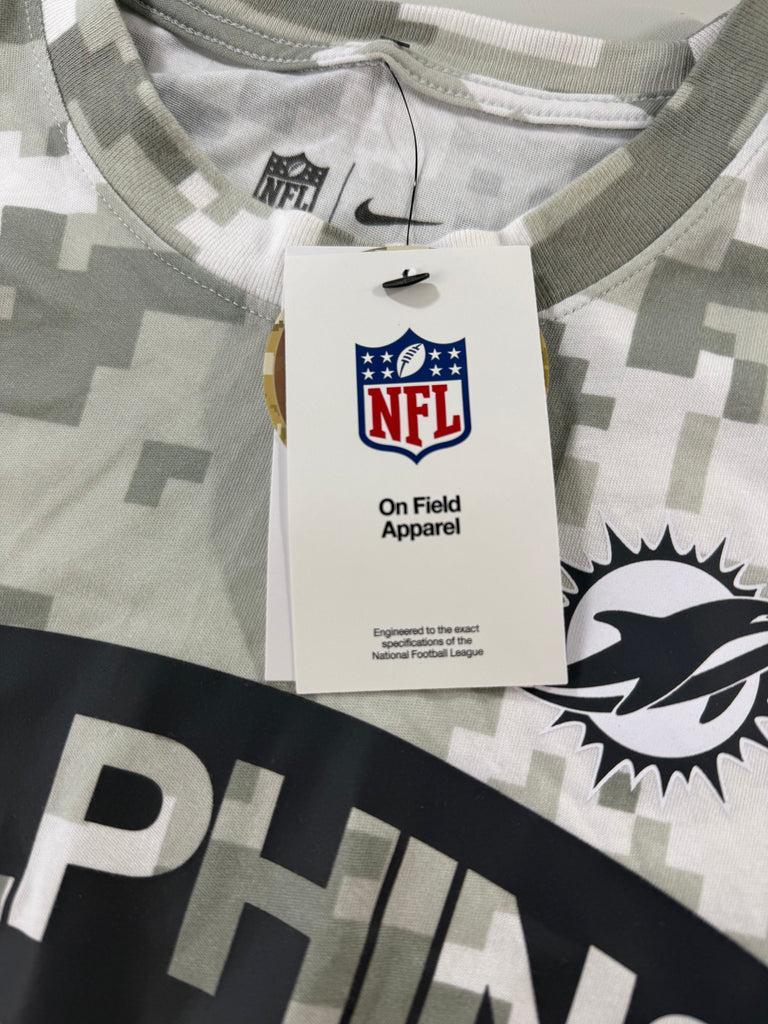 NFL
NFL
On Field
Apparel
Engineered to the exact
specifications of the
National Football League
PHIN